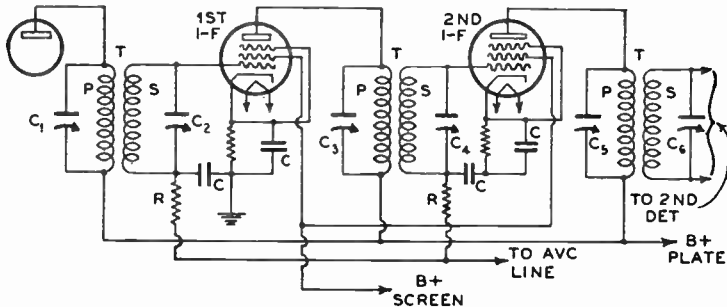 1ST
I-F
2ND
I-F
T
T
T
P
S
P
S
P
S
C1
C2
C3
C4
C5
C6
C
C
C
C
R
R
TO 2ND
DET
B+
PLATE
TO AVC
LINE
B+
SCREEN